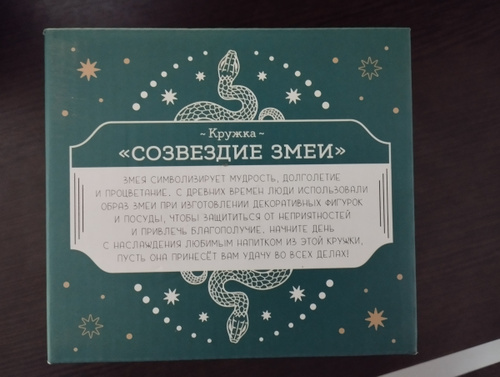 ~ Кружка ~
«СОЗВЕЗДИЕ ЗМЕИ»
ЗМЕЯ СИМВОЛИЗИРУЕТ МУДРОСТЬ, ДОЛГОЛЕТИЕ
И ПРОЦВЕТАНИЕ, С ДРЕВНИХ ВРЕМЕН ЛЮДИ ИСПОЛЬЗОВАЛИ
ОБРАЗ ЗМЕИ ПРИ ИЗГОТОВЛЕНИИ ДЕКОРАТИВНЫХ ФИГУРОК
И ПОСУДЫ, ЧТОБЫ ЗАЩИТИТЬСЯ ОТ НЕПРИЯТНОСТЕЙ
И ПРИВЛЕЧЬ БЛАГОПОЛУЧИЕ, НАЧНИТЕ ДЕНЬ
С НАСЛАЖДЕНИЯ ЛЮБИМЫМ НАПИТКОМ ИЗ ЭТОЙ КРУЖКИ,
ПУСТЬ ОНА ПРИНЕСЁТ ВАМ УДАЧУ ВО ВСЕХ ДЕЛАХ!